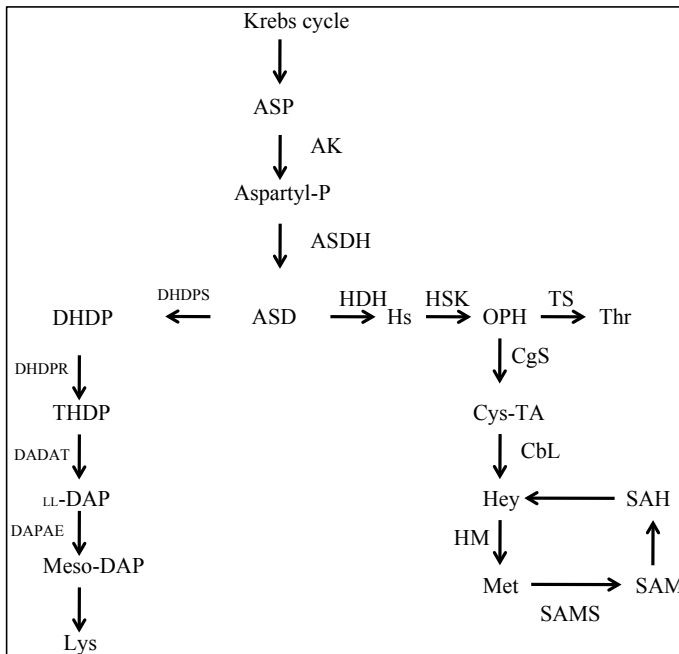 Krebs cycle
ASP
AK
Aspartyl-P
ASDH
DHDP DHDPS ASD HDH Hs HSK OPH TS Thr
DHDPR CgS
THDP Cys-TA
DADAT CbL
LL-DAP Hey SAH
DAPAE HM
Meso-DAP Met SAM
SAMS
Lys